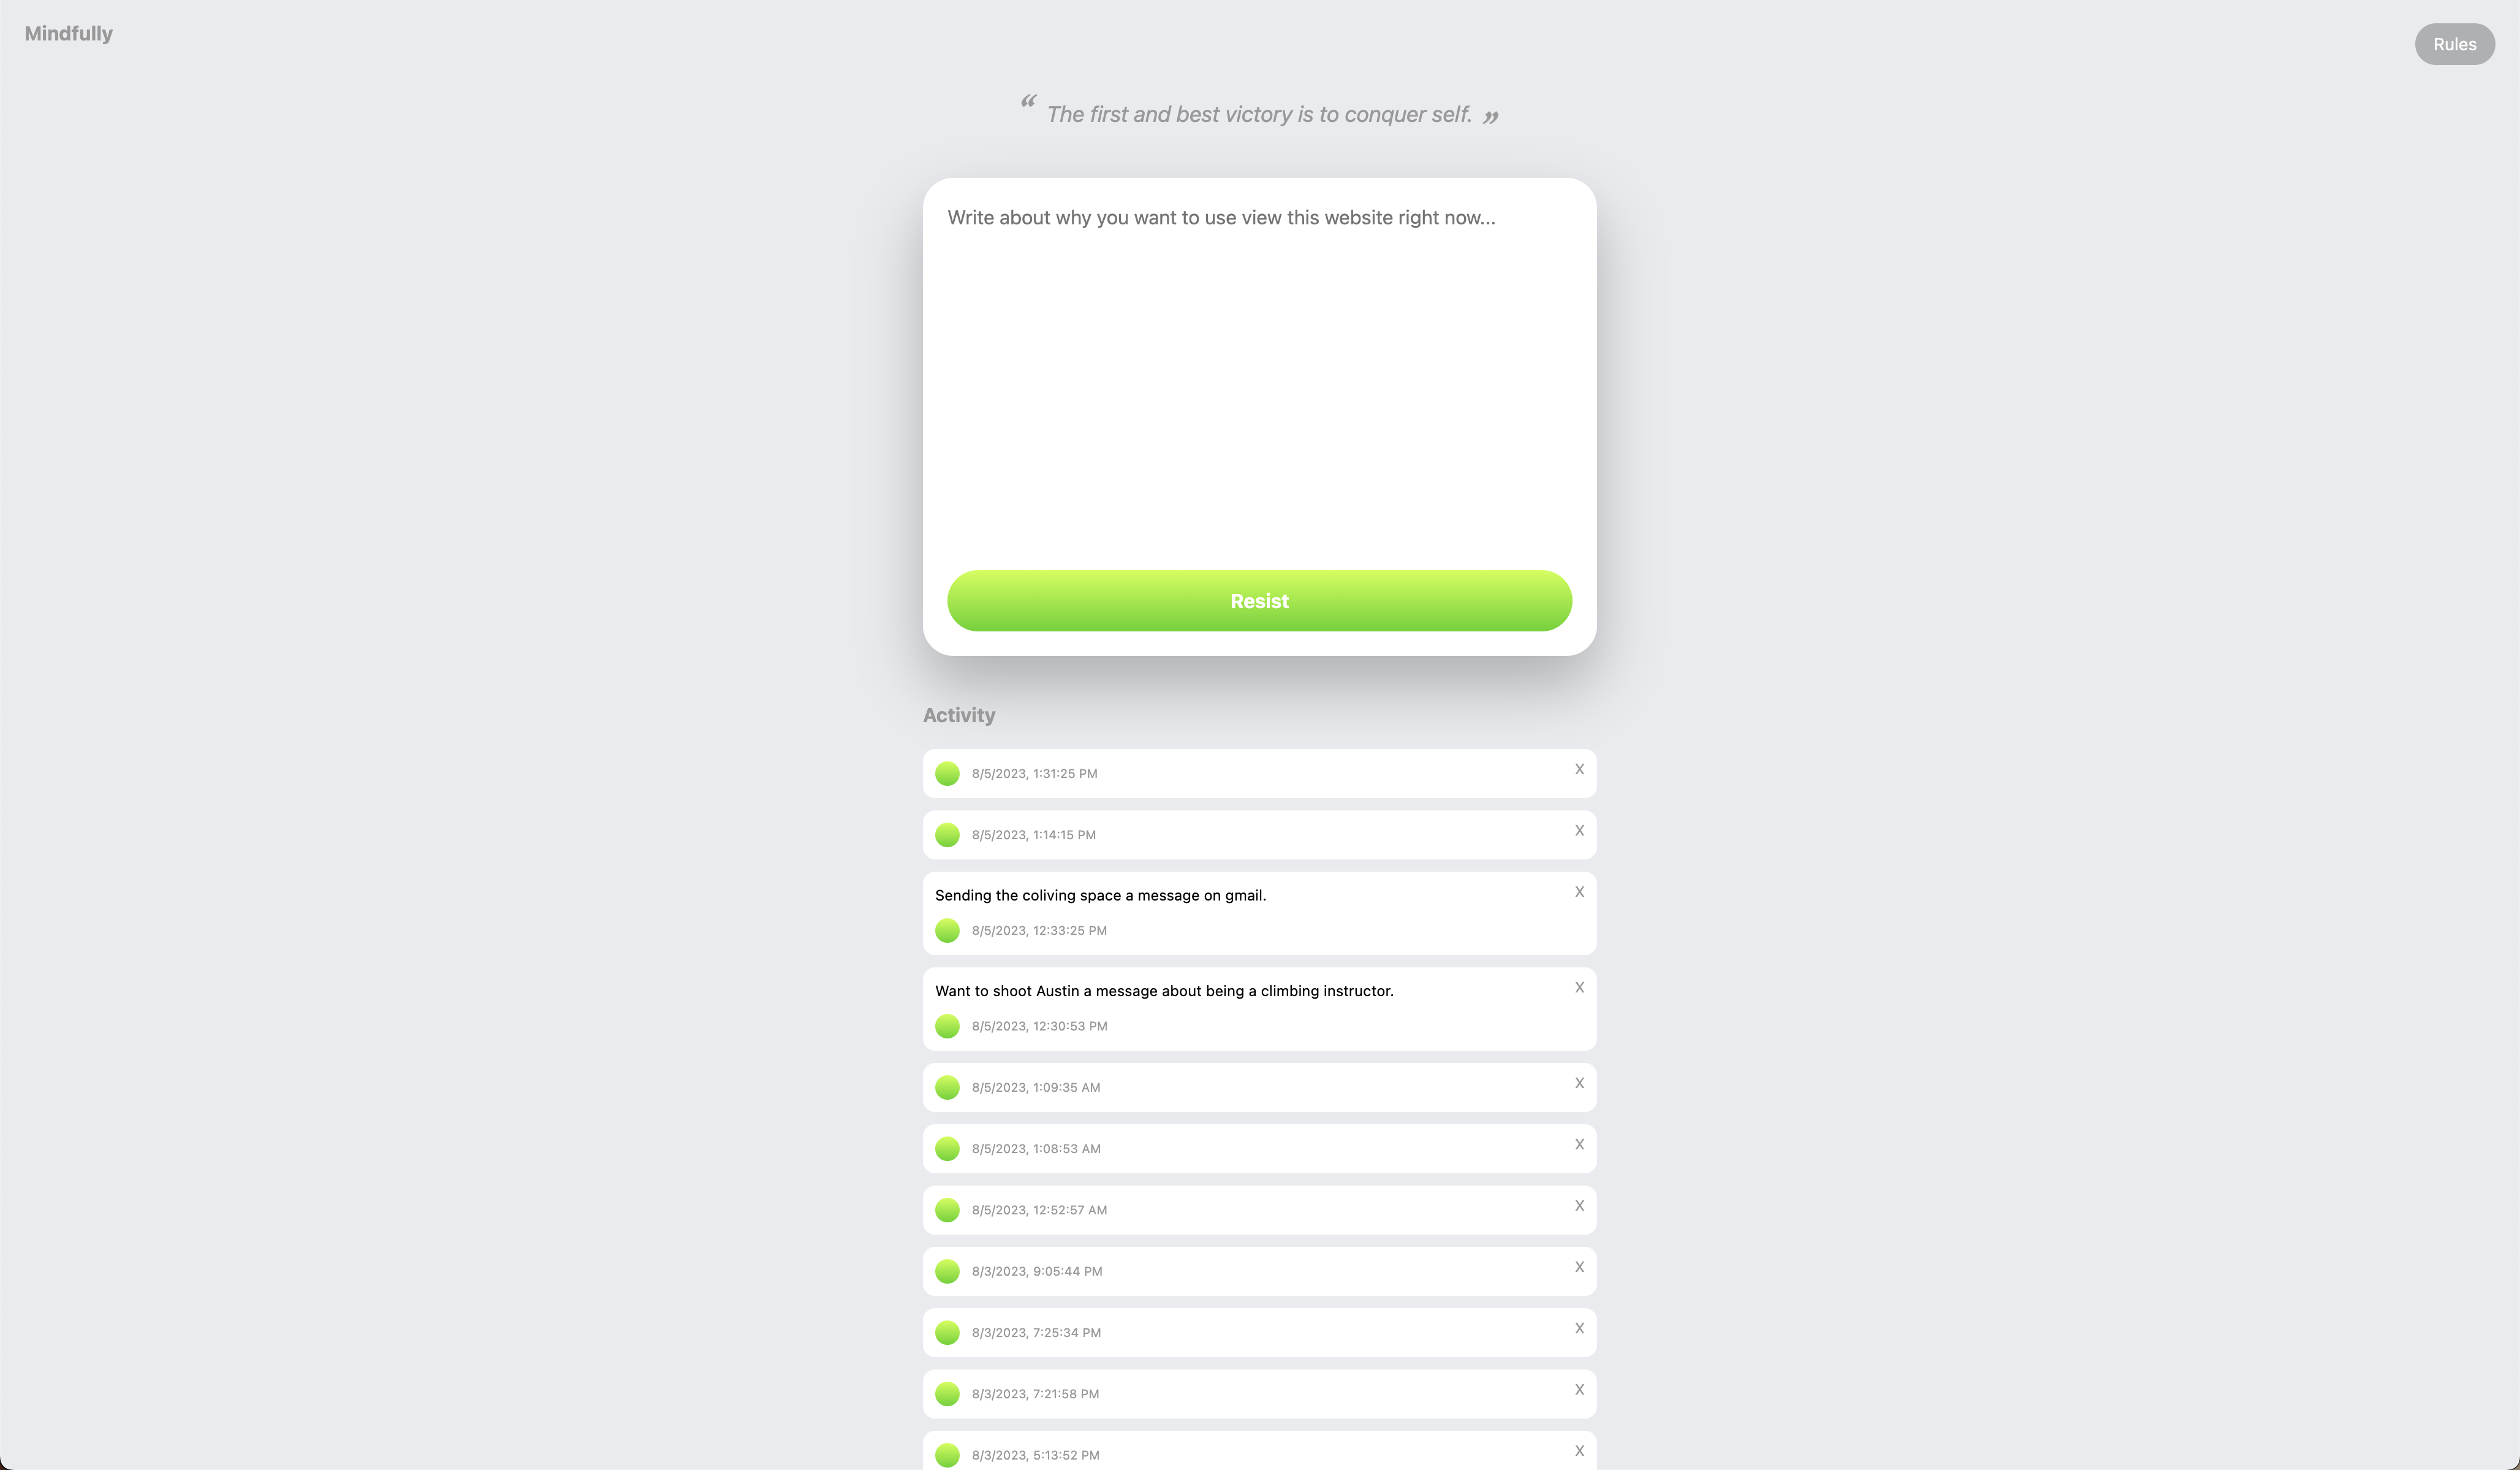 Mindfully
Rules
“ The first and best victory is to conquer self. ”
Write about why you want to use view this website right now...
Resist
Activity
8/5/2023, 1:31:25 PM X
8/5/2023, 1:14:15 PM X
Sending the coliving space a message on gmail. X
8/5/2023, 12:33:25 PM
Want to shoot Austin a message about being a climbing instructor. X
8/5/2023, 12:30:53 PM
8/5/2023, 1:09:35 AM X
8/5/2023, 1:08:53 AM X
8/5/2023, 12:52:57 AM X
8/3/2023, 9:05:44 PM X
8/3/2023, 7:25:34 PM X
8/3/2023, 7:21:58 PM X
8/3/2023, 5:13:52 PM X